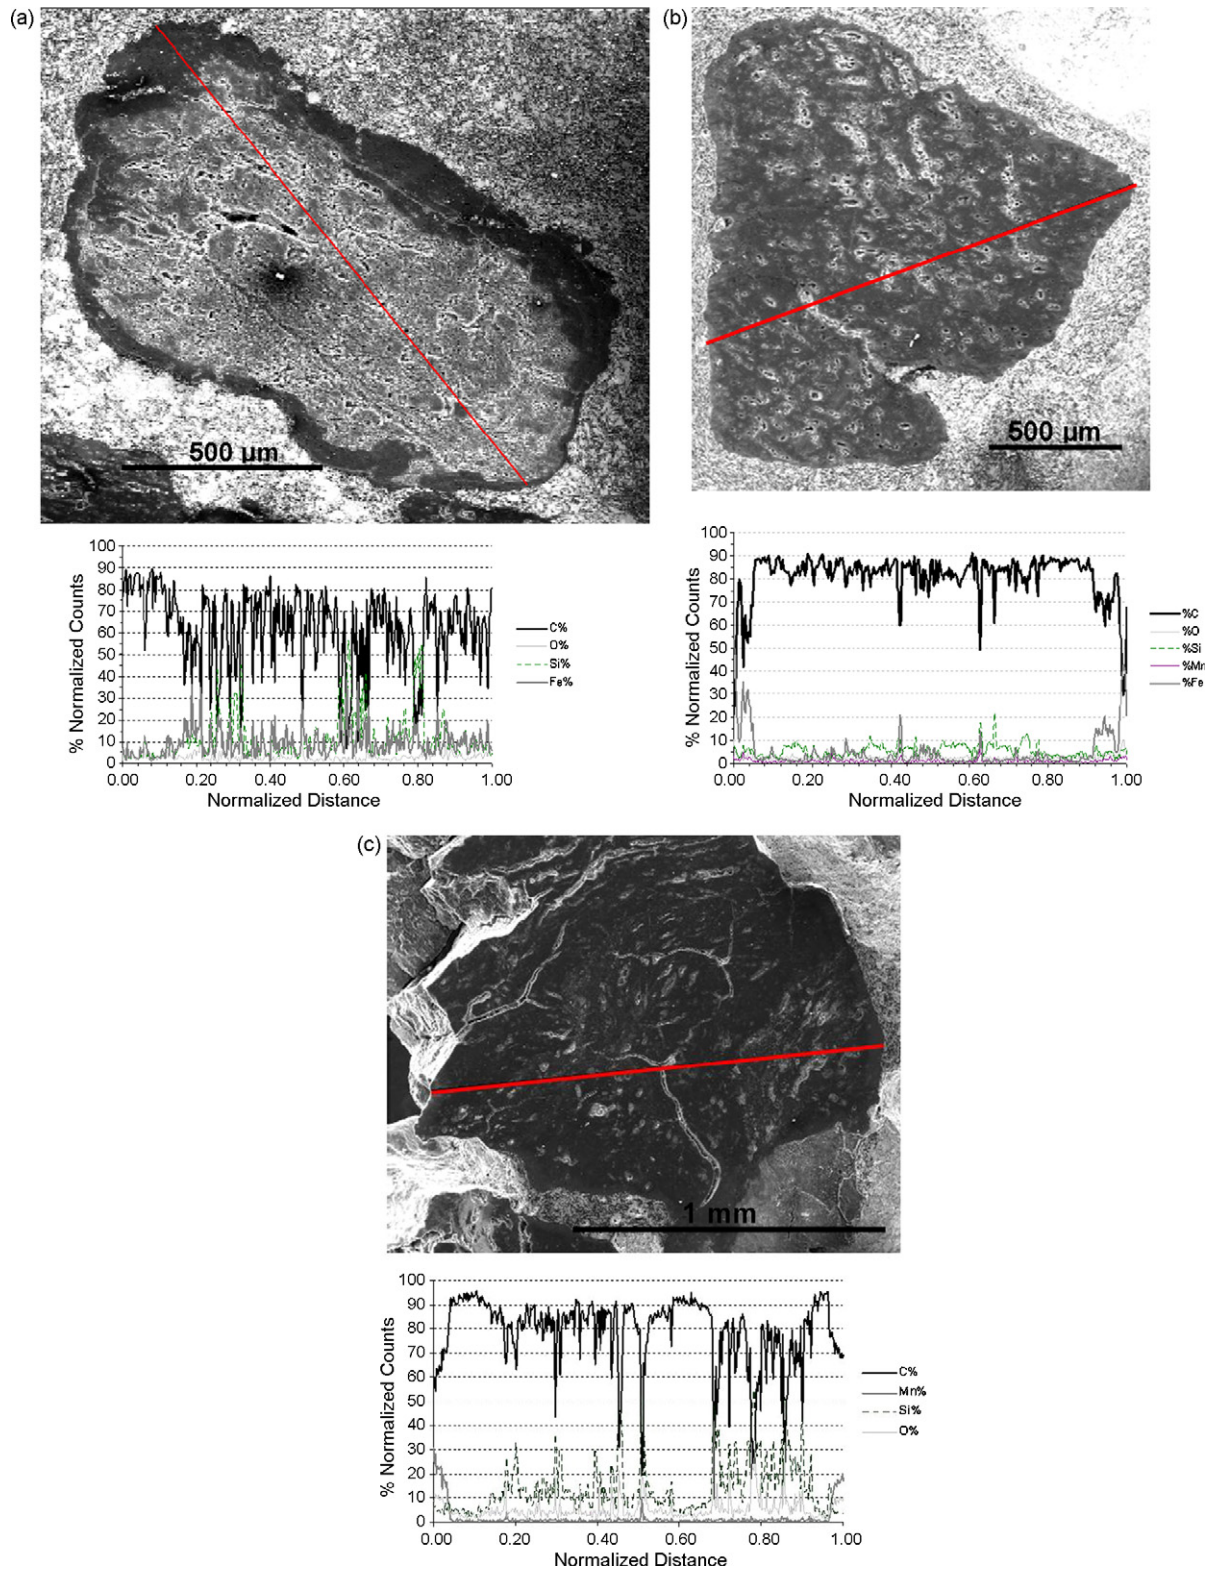 (a)
500 µm
(b)
500 µm
100
90
80
70
60
50
40
30
20
10
0
% Normalized Counts
0.00 0.20 0.40 0.60 0.80 1.00
Normalized Distance
C%
O%
Si%
Fe%
100
90
80
70
60
50
40
30
20
10
0
% Normalized Counts
0.00 0.20 0.40 0.60 0.80 1.00
Normalized Distance
%C
%O
%Si
%Mn
%Fe
(c)
1 mm
100
90
80
70
60
50
40
30
20
10
0
% Normalized Counts
0.00 0.20 0.40 0.60 0.80 1.00
Normalized Distance
C%
Mn%
Si%
O%